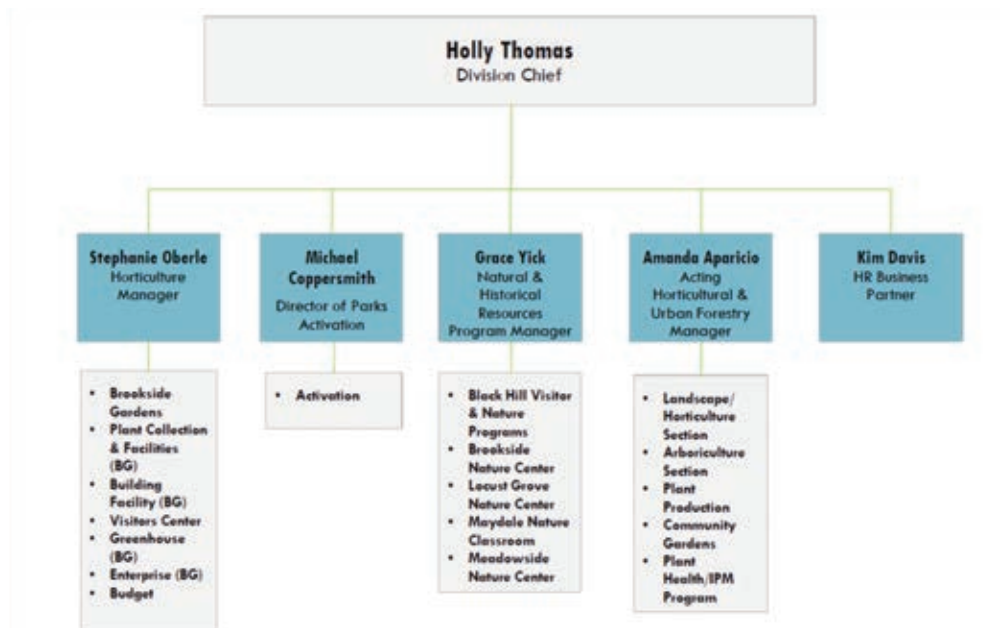 Holly Thomas
Division Chief
Stephanie Oberle
Horticulture
Manager
Michael
Coppersmith
Director of Parks
Activation
Grace Yick
Natural &
Historical
Resources
Program Manager
Amanda Aparicio
Acting
Horticultural &
Urban Forestry
Manager
Kim Davis
HR Business
Partner
• Brookside
Gardens
• Plant Collection
& Facilities
(BG)
• Building
Facility (BG)
• Visitors Center
• Greenhouse
(BG)
• Enterprise (BG)
• Budget
• Activation
• Black Hill Visitor
& Nature
Programs
• Brookside
Nature Center
• Locust Grove
Nature Center
• Maydale Nature
Classroom
• Meadowside
Nature Center
• Landscape/
Horticulture
Section
• Arboriculture
Section
• Plant
Production
• Community
Gardens
• Plant
Health/IPM
Program